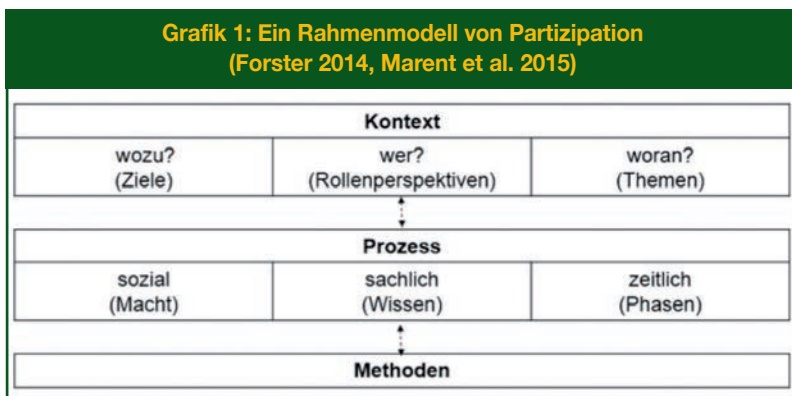 Grafik 1: Ein Rahmenmodell von Partizipation
(Forster 2014, Marent et al. 2015)
Kontext
wozu? wer? woran?
(Ziele) (Rollenperspektiven) (Themen)
Prozess
sozial sachlich zeitlich
(Macht) (Wissen) (Phasen)
Methoden